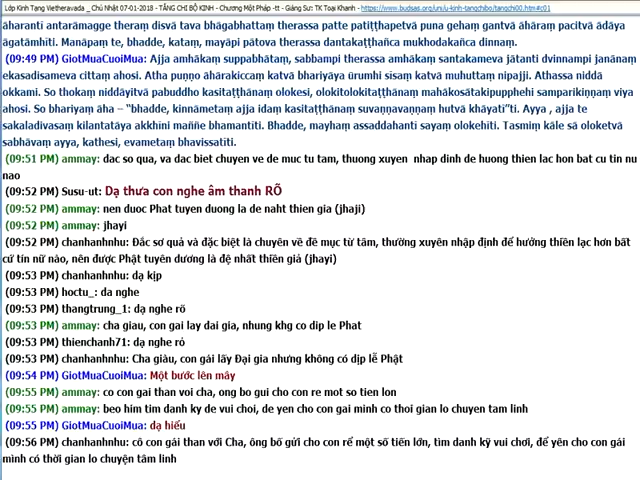 Lớp Kinh Tạng Vietheravada _ Chủ Nhật 07-01-2018 - TĂNG CHI BỘ KINH - Chương Một Pháp -tt - Giảng Sư: TK Toại Khanh - https://www.budsas.org/uni/u-kinh-tangchibo/tangchi00.htm#c01
āharanti antarāmagge theraṃ disvā tava bhāgabhattaṃ therassa patte patiṭṭhapetvā puna gehaṃ gantvā āhāraṃ pacitvā ādāya
āgatāmhiti. Manāpaṃ te, bhadde, kataṃ, mayāpi pātova therassa dantakaṭṭhañca mukhodakañca dinnaṃ.
(09:49 PM) GiotMuaCuoiMua: Ajja amhākaṃ suppabhātaṃ, sabbampi therassa amhākaṃ santakameva jātanti dvinnampi janānaṃ
ekasadisameva cittaṃ ahosi. Atha puṇṇo āhārakiccaṃ katvā bhariyāya ūrumhi sīsaṃ katvā muhuttaṃ nipajji. Athassa niddā
okkami. So thokaṃ niddāyitvā pabuddho kasitaṭṭhānaṃ olokesi, olokitolokitaṭṭhānaṃ mahākosātakipupphehi samparikiṇṇaṃ viya
ahosi. So bhariyaṃ āha – “bhadde, kinnāmetaṃ ajja idaṃ kasitaṭṭhānaṃ suvaṇṇavaṇṇaṃ hutvā khāyatī”ti. Ayya , ajja te
sakaladivasaṃ kilantatāya akkhīni maññe bhamantīti. Bhadde, mayhaṃ assaddahantī sayaṃ olokehīti. Tasmiṃ kāle sā oloketvā
sabhāvaṃ ayya, kathesi, evametaṃ bhavissatīti.
(09:51 PM) ammay: dac so qua, va dac biet chuyen ve de muc tu tam, thuong xuyen nhap dinh de huong thien lac hon bat cu tin nu
nao
(09:52 PM) Susu-ut: Dạ thưa con nghe âm thanh RÕ
(09:52 PM) ammay: nen duoc Phat tuyen duong la de naht thien gia (jhaji)
(09:52 PM) ammay: jhayi
(09:52 PM) chanhanhnhu: Đắc sơ quả và đặc biệt là chuyên về đề mục từ tâm, thường xuyên nhập định để hưởng thiền lạc hơn bất
cứ tín nữ nào, nên được Phật tuyên dương là đệ nhất thiền giả (jhayi)
(09:53 PM) chanhanhnhu: dạ kịp
(09:53 PM) hoctu_: da nghe
(09:53 PM) thangtrung_1: dạ nghe rõ
(09:53 PM) ammay: cha giau, con gai lay dai gia, nhung khg co dip le Phat
(09:53 PM) thienchanh71: dạ nghe rỏ
(09:53 PM) chanhanhnhu: Cha giàu, con gái lấy Đại gia nhưng không có dịp lễ Phật
(09:54 PM) GiotMuaCuoiMua: Một bước lên mây
(09:55 PM) ammay: co con gai than voi cha, ong bo gui cho con re mot so tien lon
(09:55 PM) ammay: beo him tim danh ky de vui choi, de yen cho con gai minh co thoi gian lo chuyen tam linh
(09:55 PM) GiotMuaCuoiMua: dạ hiểu
(09:56 PM) chanhanhnhu: cô con gái than với Cha, ông bố gửi cho con rể một số tiền lớn, tìm danh kỹ vui chơi, để yên cho con gái
mình có thời gian lo chuyện tâm linh